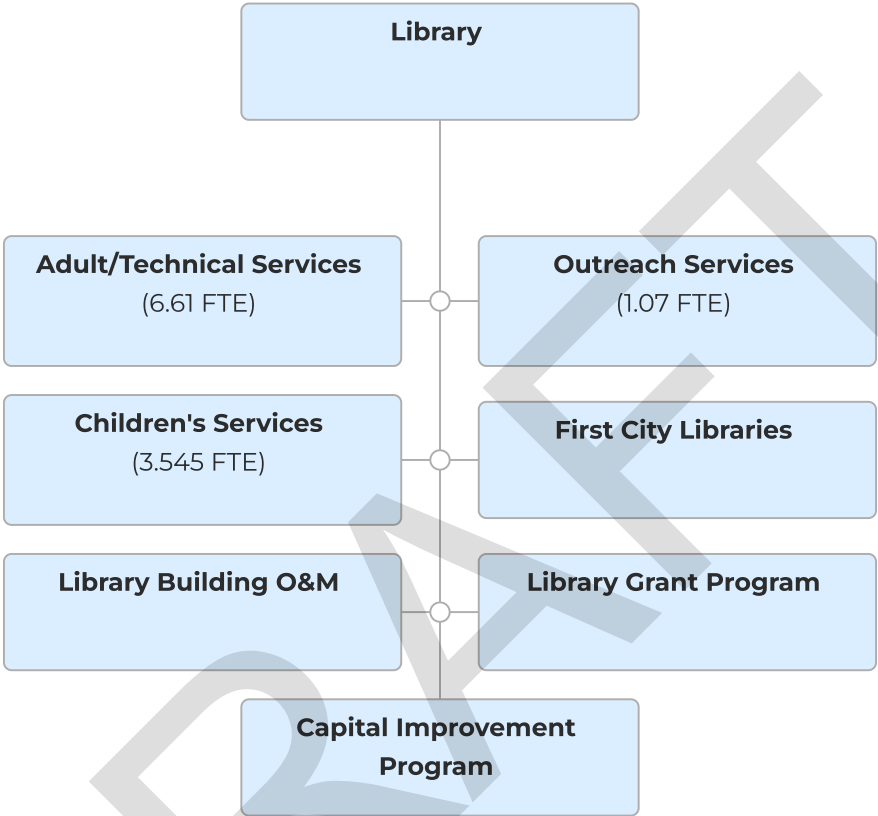 Library
Adult/Technical Services
(6.61 FTE)
Outreach Services
(1.07 FTE)
Children's Services
(3.545 FTE)
First City Libraries
Library Building O&M
Library Grant Program
Capital Improvement
Program
DRAFT